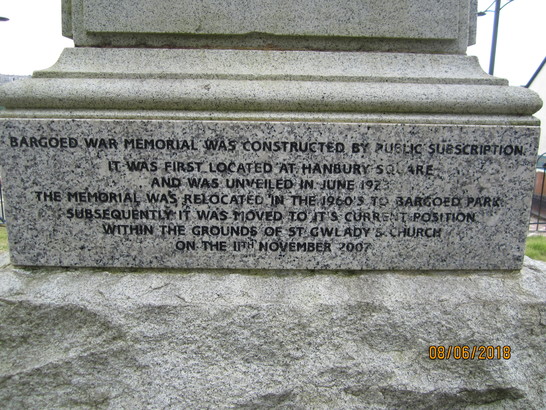 BARGOED WAR MEMORIAL WAS CONSTRUCTED BY PUBLIC SUBSCRIPTION.
IT WAS FIRST LOCATED AT HANBURY SQUARE
AND WAS UNVEILED IN JUNE
THE MEMORIAL WAS RELOCATED IN THE 1960'S TO BARGOED PARK
SUBSEQUENTLY IT WAS MOVED TO IT'S CURRENT POSITION
WITHIN THE GROUNDS OF ST GWLADY'S CHURCH
ON THE 11TH NOVEMBER 2007
08/06/2018